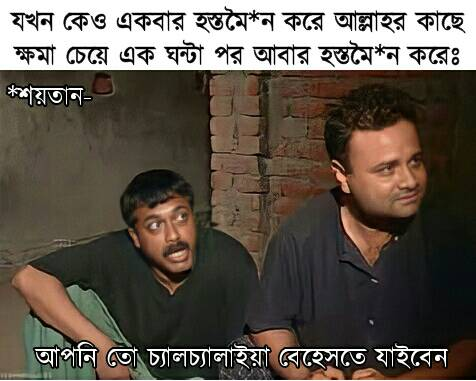 যখন কেও একবার হস্তমৈ*ন করে আল্লাহর কাছে
ক্ষমা চেয়ে এক ঘন্টা পর আবার হস্তমৈ*ন করেঃ
*শয়তান-
আপনি তো চ্যালচ্যালাইয়া বেহেসতে যাইবেন